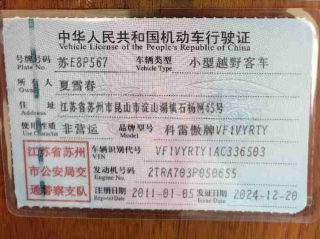 中华人民共和国机动车行驶证
Vehicle License of the People's Republic of China
号牌号码 苏E8P567 车辆类型 小型越野客车
Plate No. Vehicle Type
所有人 夏雪春
Owner
住址 江苏省苏州市昆山市淀山湖镇石杨河65号
Address
使用性质 非营运 品牌型号 科雷傲牌VF1VYRTY
Use Character Model
江苏省苏州市公安局交通警察支队
车辆识别代号 VF1VYRTY1AC336503
VIN
发动机号码 2TRA703P050655
Engine No.
注册日期 2011-01-05 发证日期 2024-12-20
Register Date Issue Date